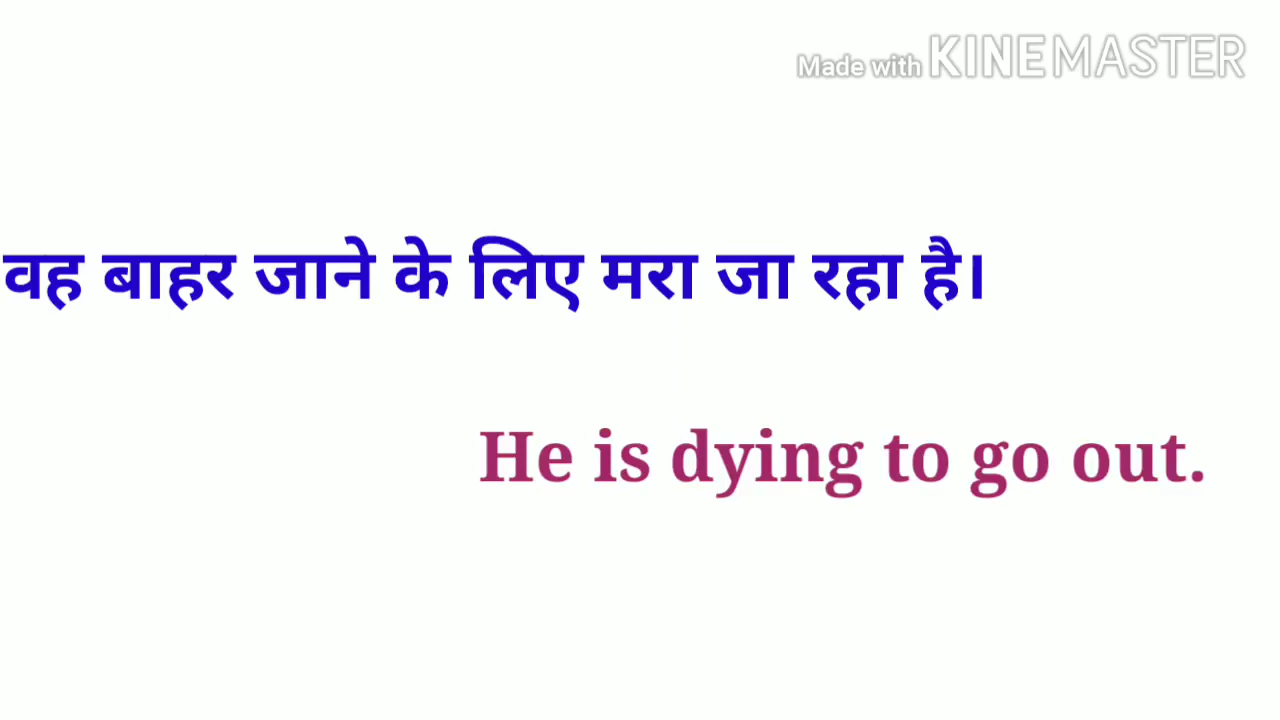 Made with KINEMASTER
वह बाहर जाने के लिए मरा जा रहा है।
He is dying to go out.